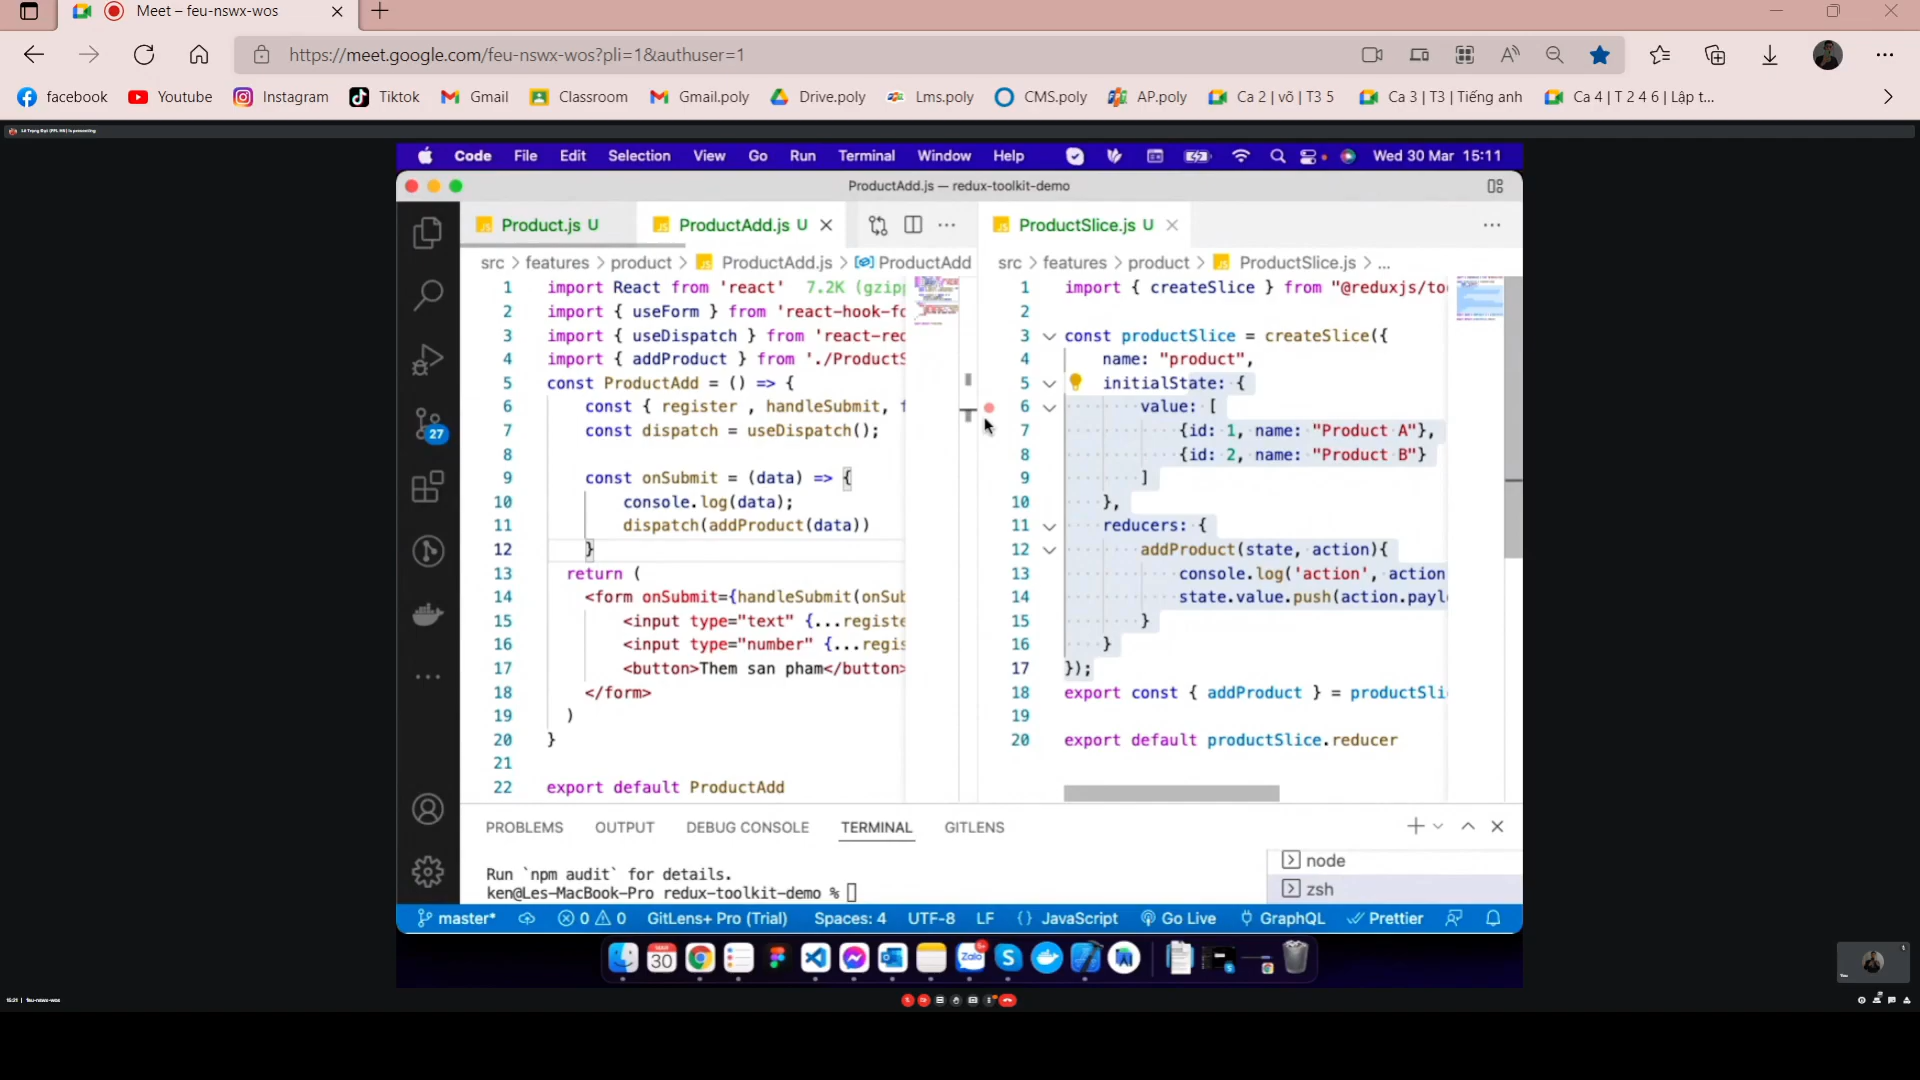 Meet – feu-nswx-wos
https://meet.google.com/feu-nswx-wos?pli=1&authuser=1
facebook Youtube Instagram Tiktok Gmail Classroom Gmail.poly Drive.poly Lms.poly CMS.poly AP.poly Ca 2 | võ | T3 5 Ca 3 | T3 | Tiếng anh Ca 4 | T 2 4 6 | Lập t...
Code File Edit Selection View Go Run Terminal Window Help Wed 30 Mar 15:11
ProductAdd.js — redux-toolkit-demo
Product.js U ProductAdd.js U
src > features > product > ProductAdd.js > ProductAdd
1 import React from 'react' 7.2K (gzipp
2 import { useForm } from 'react-hook-fo
3 import { useDispatch } from 'react-red
4 import { addProduct } from './ProductS
5 const ProductAdd = () => {
6 const { register , handleSubmit, f
7 const dispatch = useDispatch();
8
9 const onSubmit = (data) => {
10 console.log(data);
11 dispatch(addProduct(data))
12 }
13 return (
14 <form onSubmit={handleSubmit(onSub
15 <input type="text" {...registe
16 <input type="number" {...regis
17 <button>Them san pham</button>
18 </form>
19 )
20 }
21
22 export default ProductAdd
ProductSlice.js U
src > features > product > ProductSlice.js > ...
1 import { createSlice } from "@reduxjs/to
2
3 const productSlice = createSlice({
4 name: "product",
5 initialState: {
6 value: [
7 {id: 1, name: "Product A"},
8 {id: 2, name: "Product B"}
9 ]
10 },
11 reducers: {
12 addProduct(state, action){
13 console.log('action', action
14 state.value.push(action.paylo
15 }
16 }
17 });
18 export const { addProduct } = productSli
19
20 export default productSlice.reducer
PROBLEMS OUTPUT DEBUG CONSOLE TERMINAL GITLENS
Run `npm audit` for details.
ken@Les-MacBook-Pro redux-toolkit-demo %
node
zsh
27
master* 0 0 GitLens+ Pro (Trial) Spaces: 4 UTF-8 LF {} JavaScript Go Live GraphQL Prettier
30 Zalo
15:21 | feu-nswx-wos